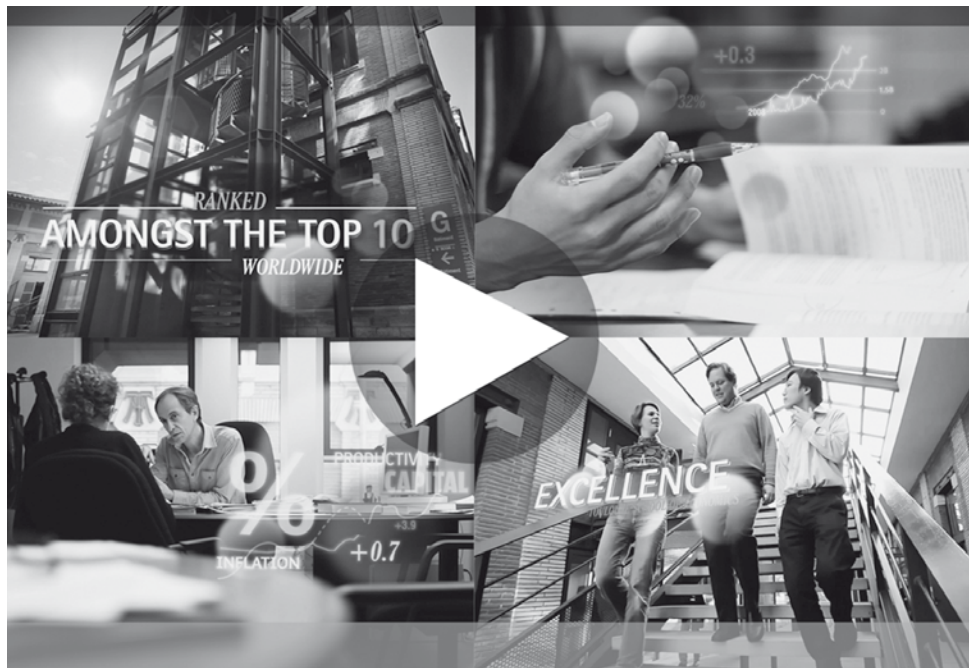 RANKED
AMONGST THE TOP 10
WORLDWIDE
G
+0.3
32%
PRODUCTIVITY
CAPITAL
%
+3.9
+0.7
INFLATION
EXCELLENCE